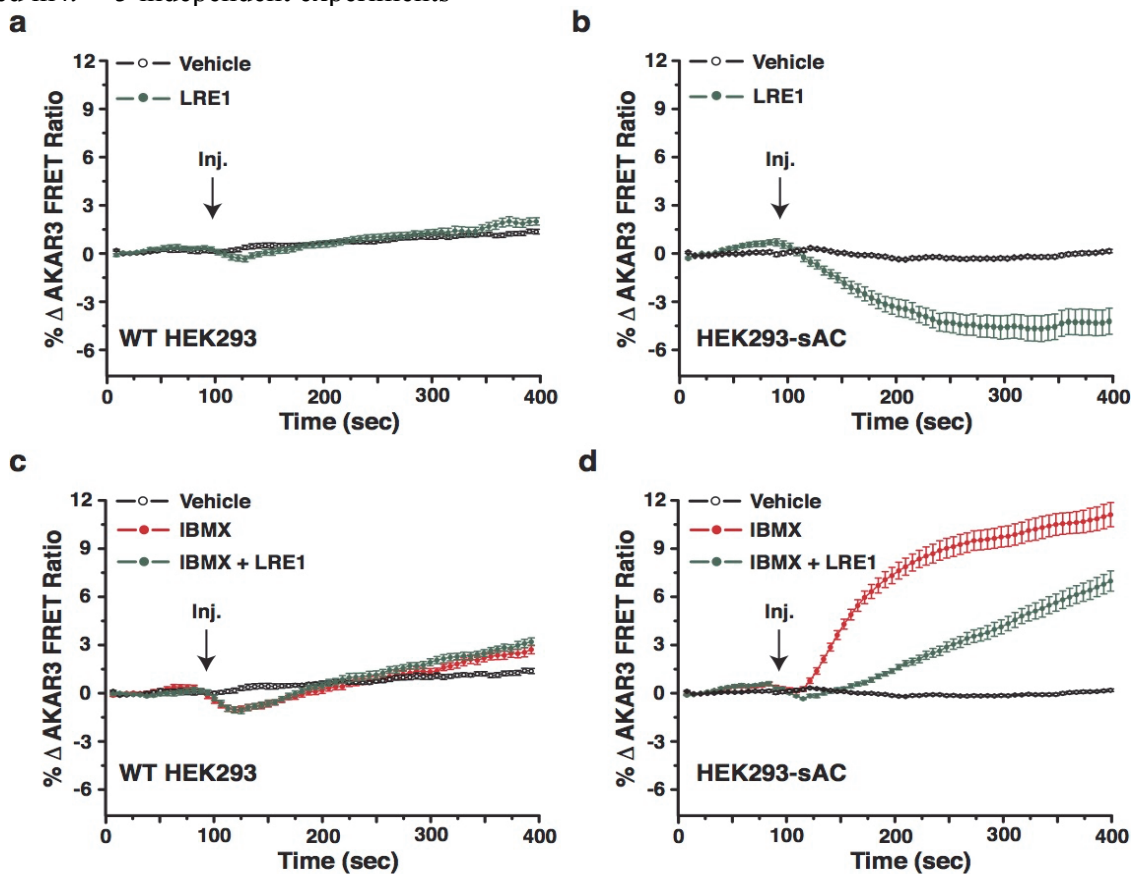 independent experiments
a
12
9
6
3
0
-3
-6
% Δ AKAR3 FRET Ratio
Vehicle
LRE1
Inj.
WT HEK293
0 100 200 300 400
Time (sec)
b
12
9
6
3
0
-3
-6
% Δ AKAR3 FRET Ratio
Vehicle
LRE1
Inj.
HEK293-sAC
0 100 200 300 400
Time (sec)
c
12
9
6
3
0
-3
-6
% Δ AKAR3 FRET Ratio
Vehicle
IBMX
IBMX + LRE1
Inj.
WT HEK293
0 100 200 300 400
Time (sec)
d
12
9
6
3
0
-3
-6
% Δ AKAR3 FRET Ratio
Vehicle
IBMX
IBMX + LRE1
Inj.
HEK293-sAC
0 100 200 300 400
Time (sec)